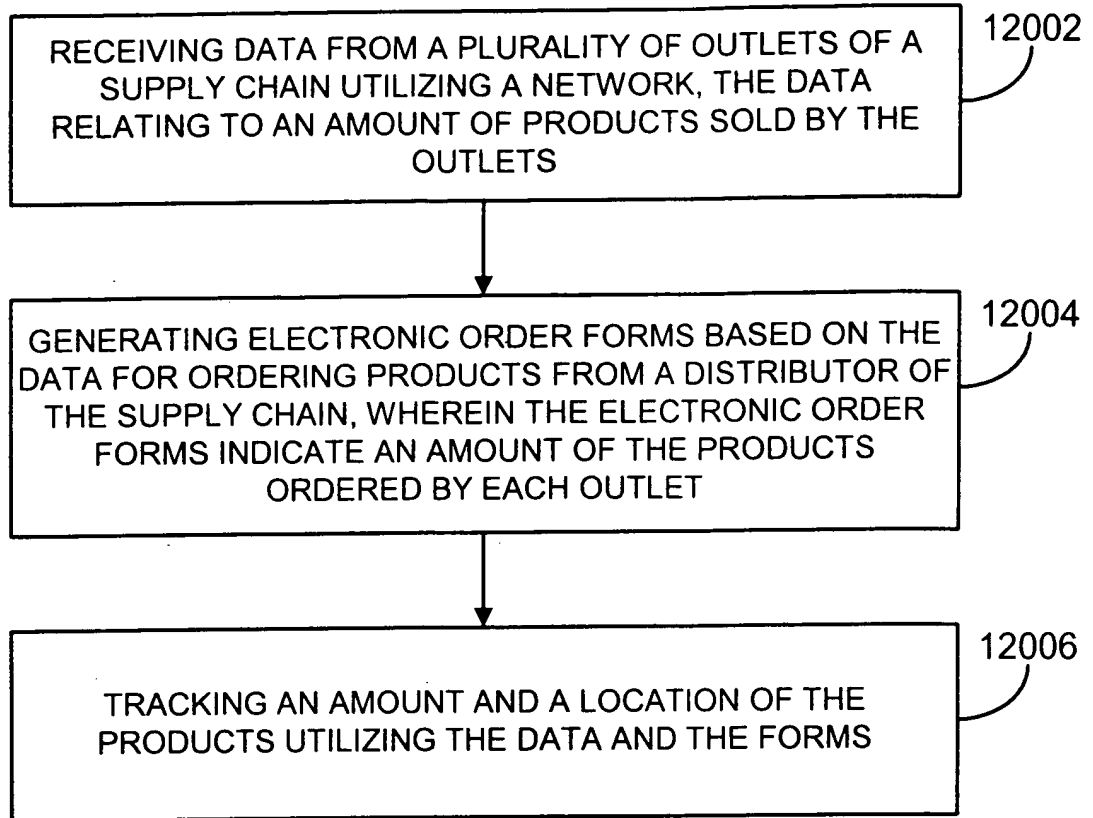 12002
RECEIVING DATA FROM A PLURALITY OF OUTLETS OF A
SUPPLY CHAIN UTILIZING A NETWORK, THE DATA
RELATING TO AN AMOUNT OF PRODUCTS SOLD BY THE
OUTLETS
12004
GENERATING ELECTRONIC ORDER FORMS BASED ON THE
DATA FOR ORDERING PRODUCTS FROM A DISTRIBUTOR OF
THE SUPPLY CHAIN, WHEREIN THE ELECTRONIC ORDER
FORMS INDICATE AN AMOUNT OF THE PRODUCTS
ORDERED BY EACH OUTLET
12006
TRACKING AN AMOUNT AND A LOCATION OF THE
PRODUCTS UTILIZING THE DATA AND THE FORMS